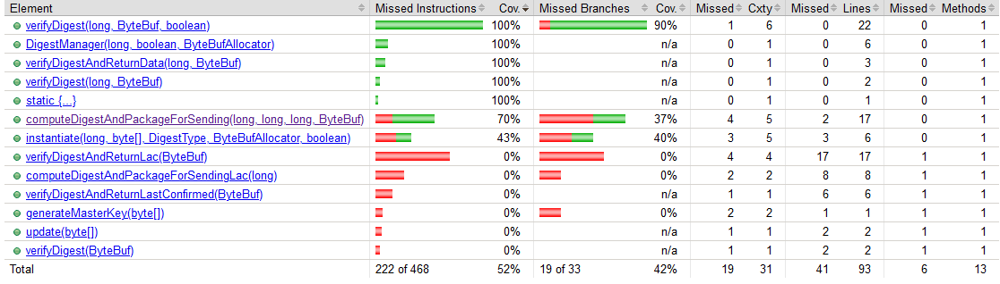 Element Missed Instructions Cov. Missed Branches Cov. Missed Cxty Missed Lines Missed Methods
verifyDigest(long, ByteBuf, boolean) 100% 90% 1 6 0 22 0 1
DigestManager(long, boolean, ByteBufAllocator) 100% n/a 0 1 0 6 0 1
verifyDigestAndReturnData(long, ByteBuf) 100% n/a 0 1 0 3 0 1
verifyDigest(long, ByteBuf) 100% n/a 0 1 0 2 0 1
static {...} 100% n/a 0 1 0 1 0 1
computeDigestAndPackageForSending(long, long, long, ByteBuf) 70% 37% 4 5 2 17 0 1
instantiate(long, byte[], DigestType, ByteBufAllocator, boolean) 43% 40% 3 5 3 6 0 1
verifyDigestAndReturnLac(ByteBuf) 0% 0% 4 4 17 17 1 1
computeDigestAndPackageForSendingLac(long) 0% 0% 2 2 8 8 1 1
verifyDigestAndReturnLastConfirmed(ByteBuf) 0% n/a 1 1 6 6 1 1
generateMasterKey(byte[]) 0% 0% 2 2 1 1 1 1
update(byte[]) 0% n/a 1 1 2 2 1 1
verifyDigest(ByteBuf) 0% n/a 1 1 2 2 1 1
Total 222 of 468 52% 19 of 33 42% 19 31 41 93 6 13